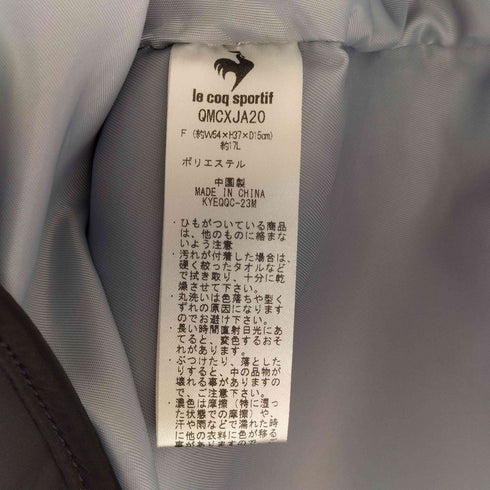 le coq sportif
QMCXJA20
F (約W54×H37×D15cm)
約17L
ポリエステル
中国製
MADE IN CHINA
KYEQQC-23M
・ひもがついている商品
は、他のものに絡まな
いよう注意
・汚れが付着した場合は、
硬く絞ったタオルなど
で拭き取り、十分に乾
燥させて下さい。
・丸洗いは色落ちや型く
ずれの原因になります
のでお避け下さい。
・長い時間直射日光にあ
てると、変色するおそ
れがあります。
・ぶつけたり、落とした
りすると、中の品物が
壊れる事がありますの
で、ご注意下さい。
・濃色は摩擦(特に湿っ
た状態での摩擦)や、
汗や雨などで濡れた時
に他の衣料に色が移る
事がありますので